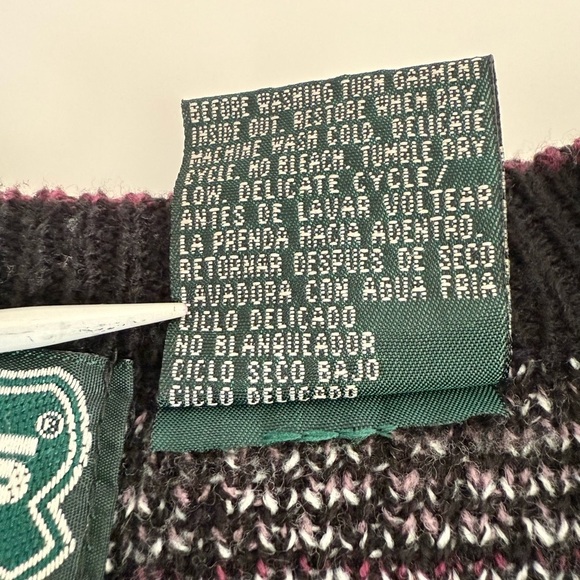 BEFORE WASHING TURN GARMENT
INSIDE OUT. RESTORE WHEN DRY
MACHINE WASH COLD. DELICATE
CYCLE. NO BLEACH. TUMBLE DRY
LOW. DELICATE CYCLE/
ANTES DE LAVAR VOLTEAR
LA PRENDA HACIA ADENTRO.
RETORNAR DESPUES DE SECO
LAVADORA CON AGUA FRIA
CICLO DELICADO
NO BLANQUEADOR
CICLO SECO BAJO
CICLO DELICADO
®